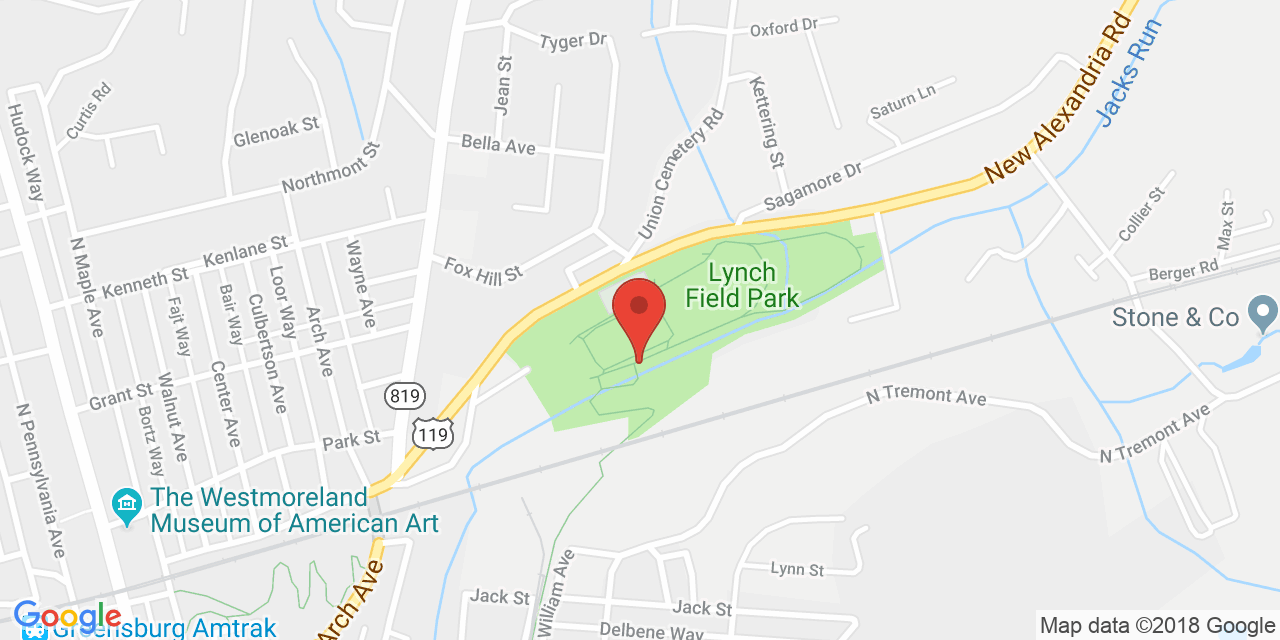 Oxford Dr
Tyger Dr
New Alexandria Rd
Jacks Run
Curtis Rd
Jean St
Kettering St
Saturn Ln
Hudock Way
Glenoak St
Bella Ave
Union Cemetery Rd
Northmont St
Sagamore Dr
Collier St
Max St
N Maple Ave
Kenlane St
Kenneth St
Wayne Ave
Fox Hill St
Lynch
Field Park
Berger Rd
Loor Way
Bair Way
Fajt Way
Culbertson Ave
Arch Ave
Stone & Co
Grant St
Walnut Ave
Center Ave
819
N Tremont Ave
N Tremont Ave
Bortz Way
Park St
119
N Pennsylvania Ave
The Westmoreland
Museum of American Art
Lynn St
William Ave
Arch Ave
Jack St
Jack St
Delbene Way
Google
Greensburg Amtrak
Map data ©2018 Google